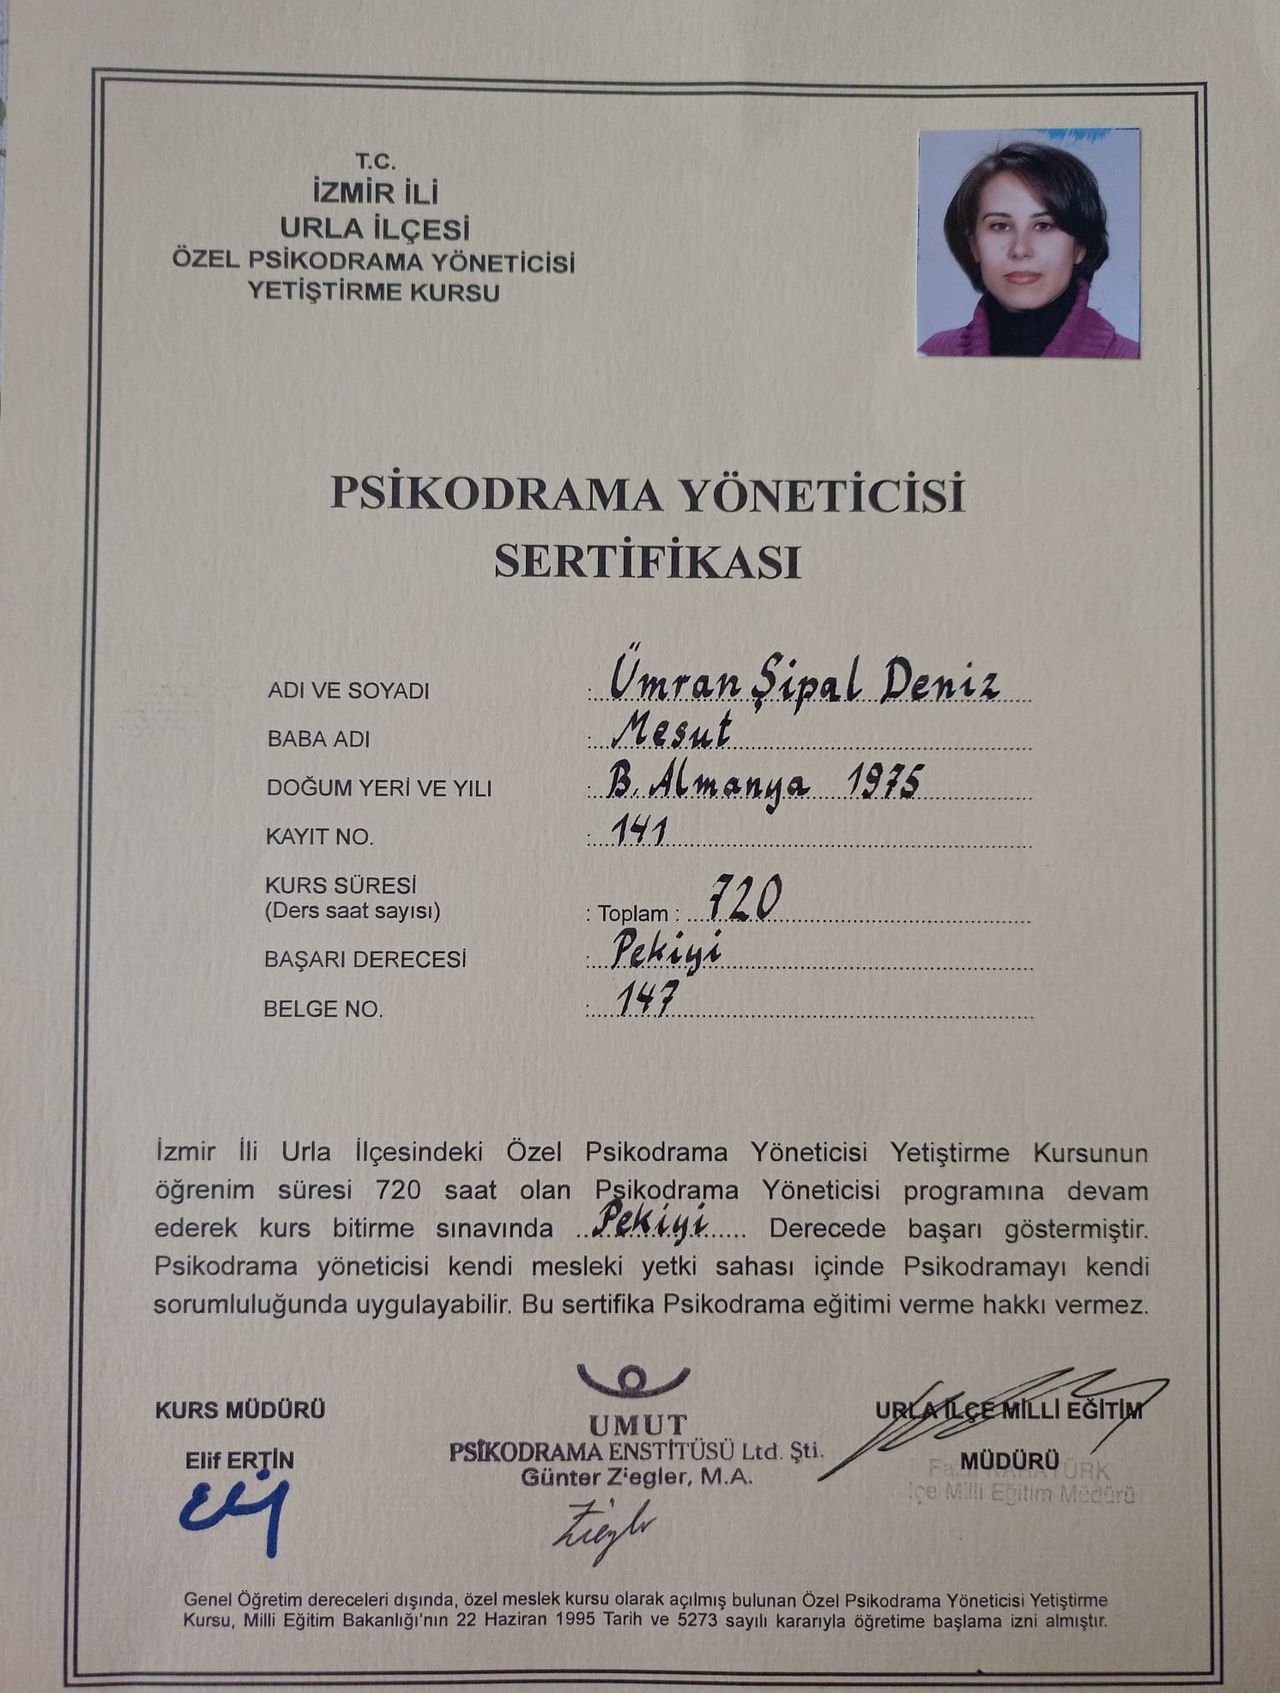 T.C.
İZMİR İLİ
URLA İLÇESİ
ÖZEL PSİKODRAMA YÖNETİCİSİ
YETİŞTİRME KURSU
PSİKODRAMA YÖNETİCİSİ
SERTİFİKASI
ADI VE SOYADI : Ümran Şipal Deniz
BABA ADI : Mesut
DOĞUM YERİ VE YILI : B. Almanya 1975
KAYIT NO. : 141
KURS SÜRESİ
(Ders saat sayısı) : Toplam : 720
BAŞARI DERECESİ : Pekiyi
BELGE NO. : 147
İzmir İli Urla İlçesindeki Özel Psikodrama Yöneticisi Yetiştirme Kursunun
öğrenim süresi 720 saat olan Psikodrama Yöneticisi programına devam
ederek kurs bitirme sınavında ..Pekiyi..... Derecede başarı göstermiştir.
Psikodrama yöneticisi kendi mesleki yetki sahası içinde Psikodramayı kendi
sorumluluğunda uygulayabilir. Bu sertifika Psikodrama eğitimi verme hakkı vermez.
KURS MÜDÜRÜ
Elif ERTİN
UMUT
PSİKODRAMA ENSTİTÜSÜ Ltd. Şti.
Günter Ziegler, M.A.
URLA İLÇE MİLLİ EĞİTİM
MÜDÜRÜ
İlçe Milli Eğitim Müdürü
Genel Öğretim dereceleri dışında, özel meslek kursu olarak açılmış bulunan Özel Psikodrama Yöneticisi Yetiştirme
Kursu, Milli Eğitim Bakanlığı'nın 22 Haziran 1995 Tarih ve 5273 sayılı kararıyla öğretime başlama izni almıştır.